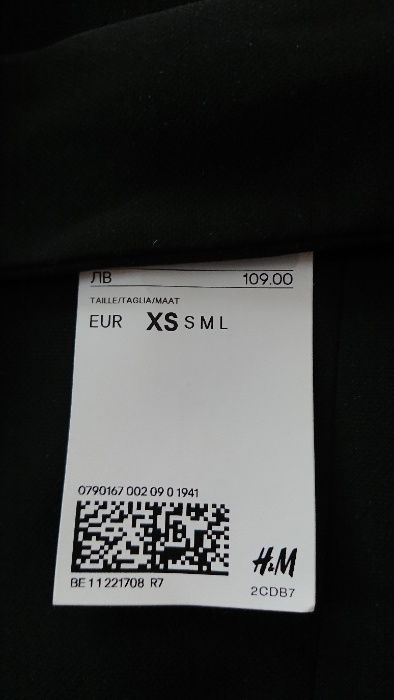 ЛВ 109.00
TAILLE/TAGLIA/MAAT
EUR XS S M L
0790167 002 09 0 1941
BE 11221708 R7
H&M
2CDB7